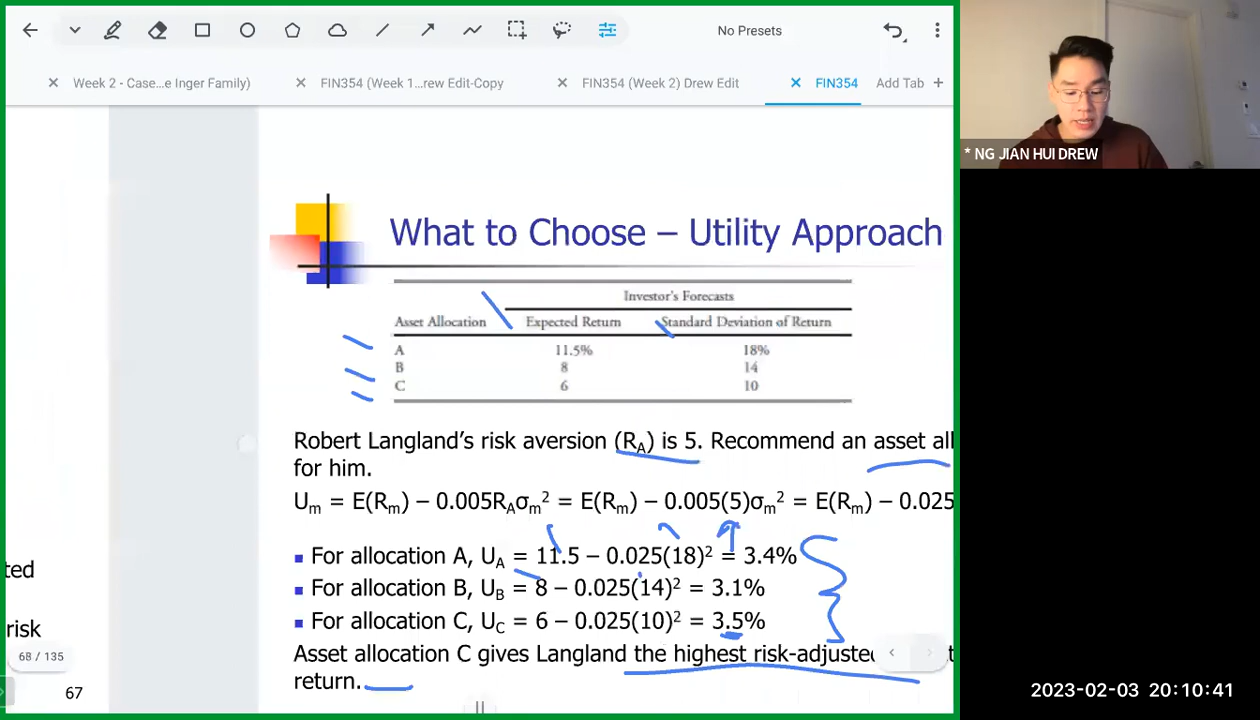 No Presets
Week 2 - Case...e Inger Family)
FIN354 (Week 1...rew Edit-Copy
FIN354 (Week 2) Drew Edit
FIN354
Add Tab
* NG JIAN HUI DREW
What to Choose – Utility Approach
Investor's Forecasts
Asset Allocation Expected Return Standard Deviation of Return
A 11.5% 18%
B 8 14
C 6 10
Robert Langland's risk aversion (RA) is 5. Recommend an asset all
for him.
Um = E(Rm) – 0.005RAσm² = E(Rm) – 0.005(5)σm² = E(Rm) – 0.025
▪ For allocation A, UA = 11.5 – 0.025(18)² = 3.4%
▪ For allocation B, UB = 8 – 0.025(14)² = 3.1%
▪ For allocation C, UC = 6 – 0.025(10)² = 3.5%
Asset allocation C gives Langland the highest risk-adjusted
return.
ted
risk
68 / 135
67
2023-02-03 20:10:41